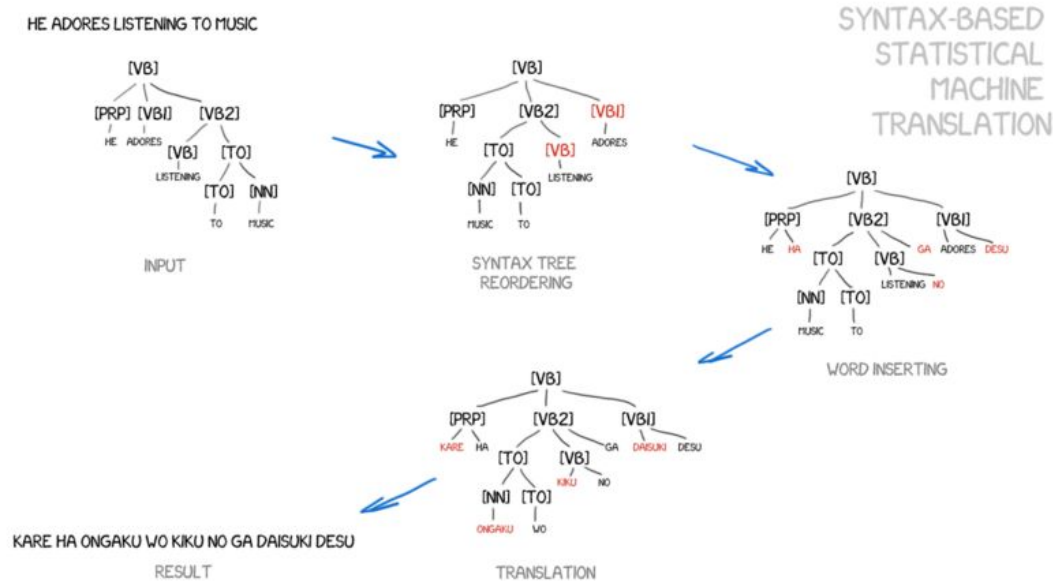 HE ADORES LISTENING TO MUSIC
SYNTAX-BASED
STATISTICAL
MACHINE
TRANSLATION
[VB]
[PRP] [VB1] [VB2]
HE ADORES
[VB] [TO]
LISTENING
[TO] [NN]
TO MUSIC
INPUT
[VB]
[PRP] [VB2] [VB1]
HE ADORES
[TO] [VB]
LISTENING
[NN] [TO]
MUSIC TO
SYNTAX TREE
REORDERING
[VB]
[PRP] [VB2] [VB1]
HE HA GA ADORES DESU
[TO] [VB]
LISTENING NO
[NN] [TO]
MUSIC TO
WORD INSERTING
[VB]
[PRP] [VB2] [VB1]
KARE HA GA DAISUKI DESU
[TO] [VB]
KIKU NO
[NN] [TO]
ONGAKU WO
TRANSLATION
KARE HA ONGAKU WO KIKU NO GA DAISUKI DESU
RESULT